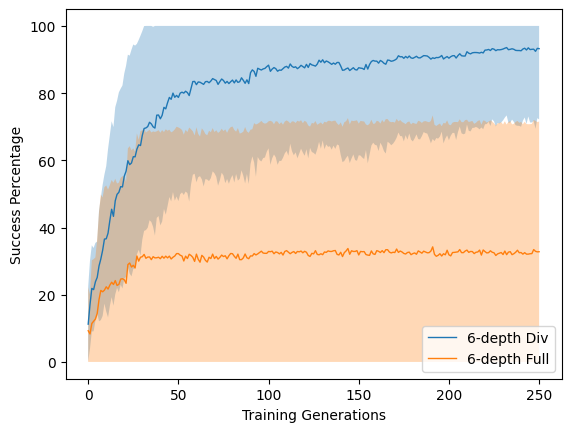 100
80
60
40
20
0
Success Percentage
0 50 100 150 200 250
Training Generations
6-depth Div
6-depth Full